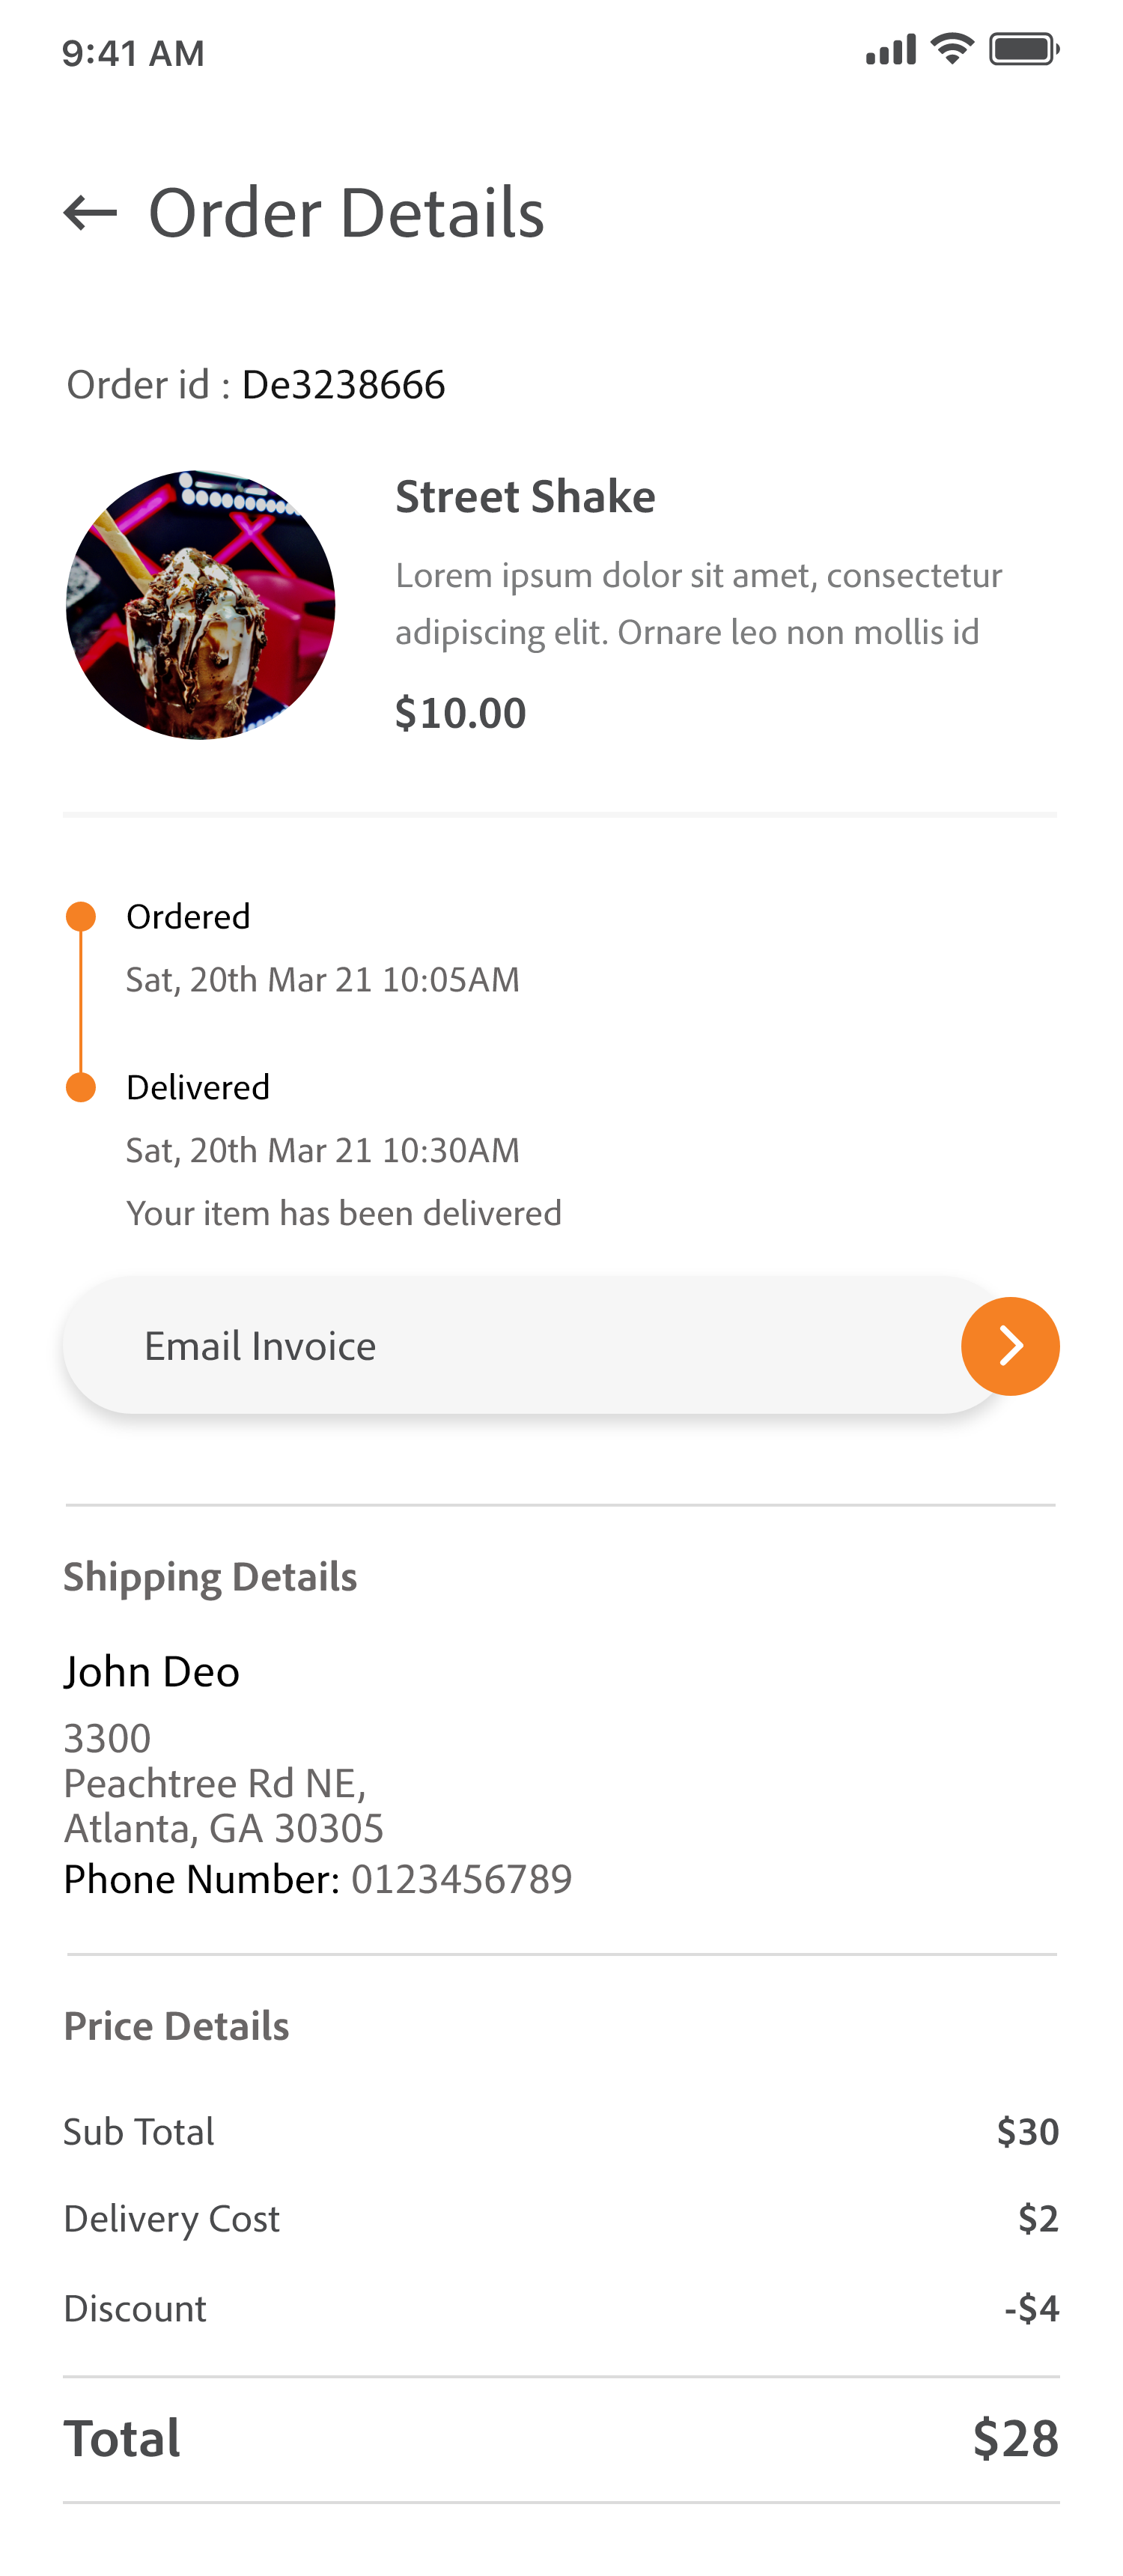 9:41 AM
Order Details
Order id : De3238666
Street Shake
Lorem ipsum dolor sit amet, consectetur
adipiscing elit. Ornare leo non mollis id
$10.00
Ordered
Sat, 20th Mar 21 10:05AM
Delivered
Sat, 20th Mar 21 10:30AM
Your item has been delivered
Email Invoice
Shipping Details
John Deo
3300
Peachtree Rd NE,
Atlanta, GA 30305
Phone Number: 0123456789
Price Details
Sub Total $30
Delivery Cost $2
Discount -$4
Total $28